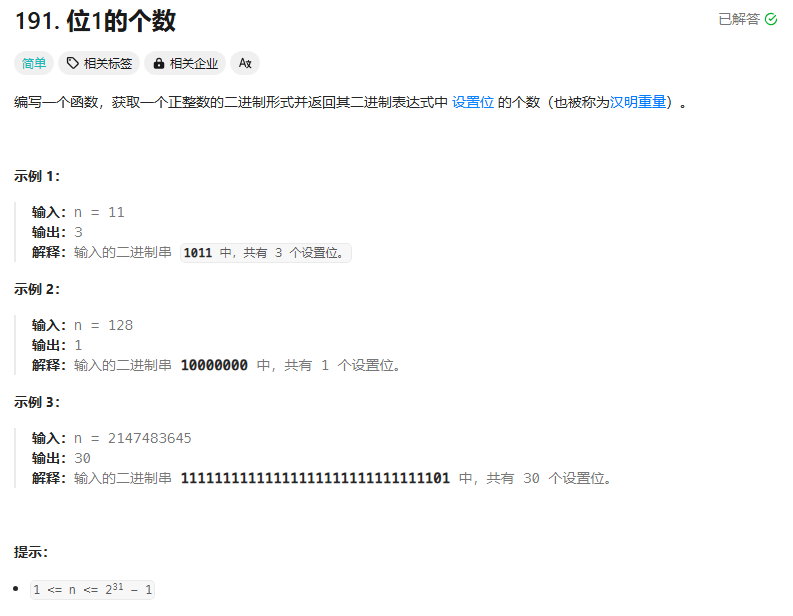 191. 位1的个数
已解答
简单 相关标签 相关企业 Ax
编写一个函数，获取一个正整数的二进制形式并返回其二进制表达式中 设置位 的个数（也被称为汉明重量）。
示例 1：
输入：n = 11
输出：3
解释：输入的二进制串 1011 中，共有 3 个设置位。
示例 2：
输入：n = 128
输出：1
解释：输入的二进制串 10000000 中，共有 1 个设置位。
示例 3：
输入：n = 2147483645
输出：30
解释：输入的二进制串 1111111111111111111111111111101 中，共有 30 个设置位。
提示：
1 <= n <= 2³¹ - 1